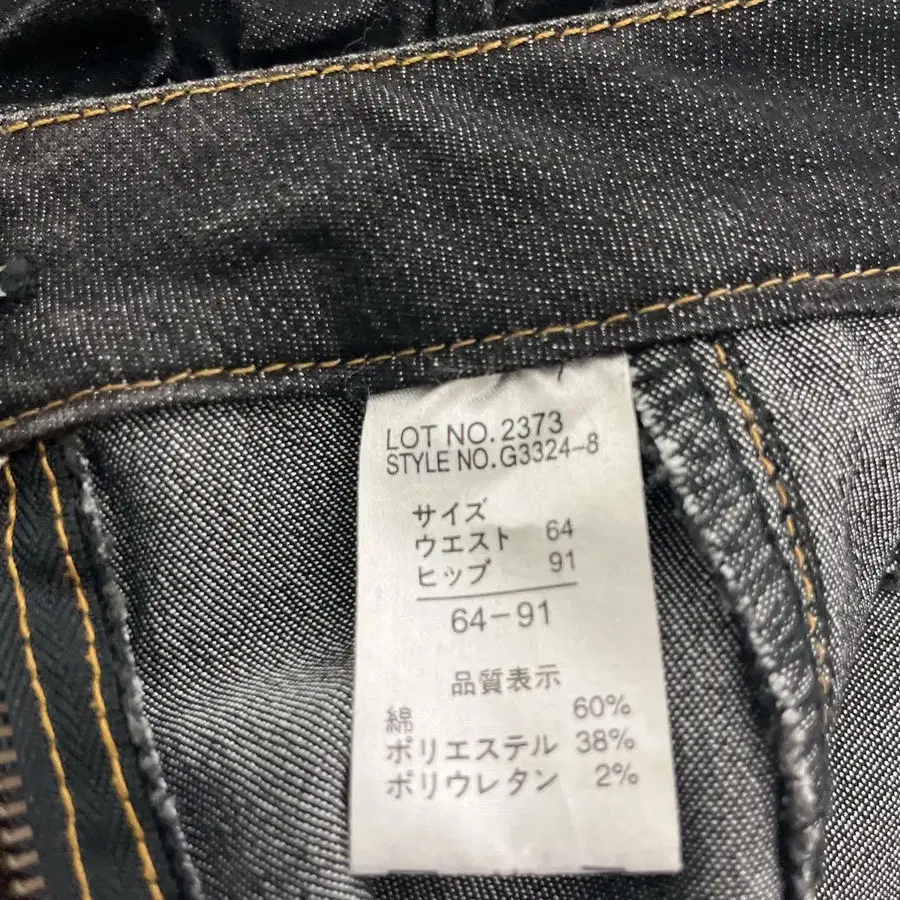 LOT NO.2373
STYLE NO.G3324-8
サイズ
ウエスト 64
ヒップ 91
64-91
品質表示
綿 60%
ポリエステル 38%
ポリウレタン 2%